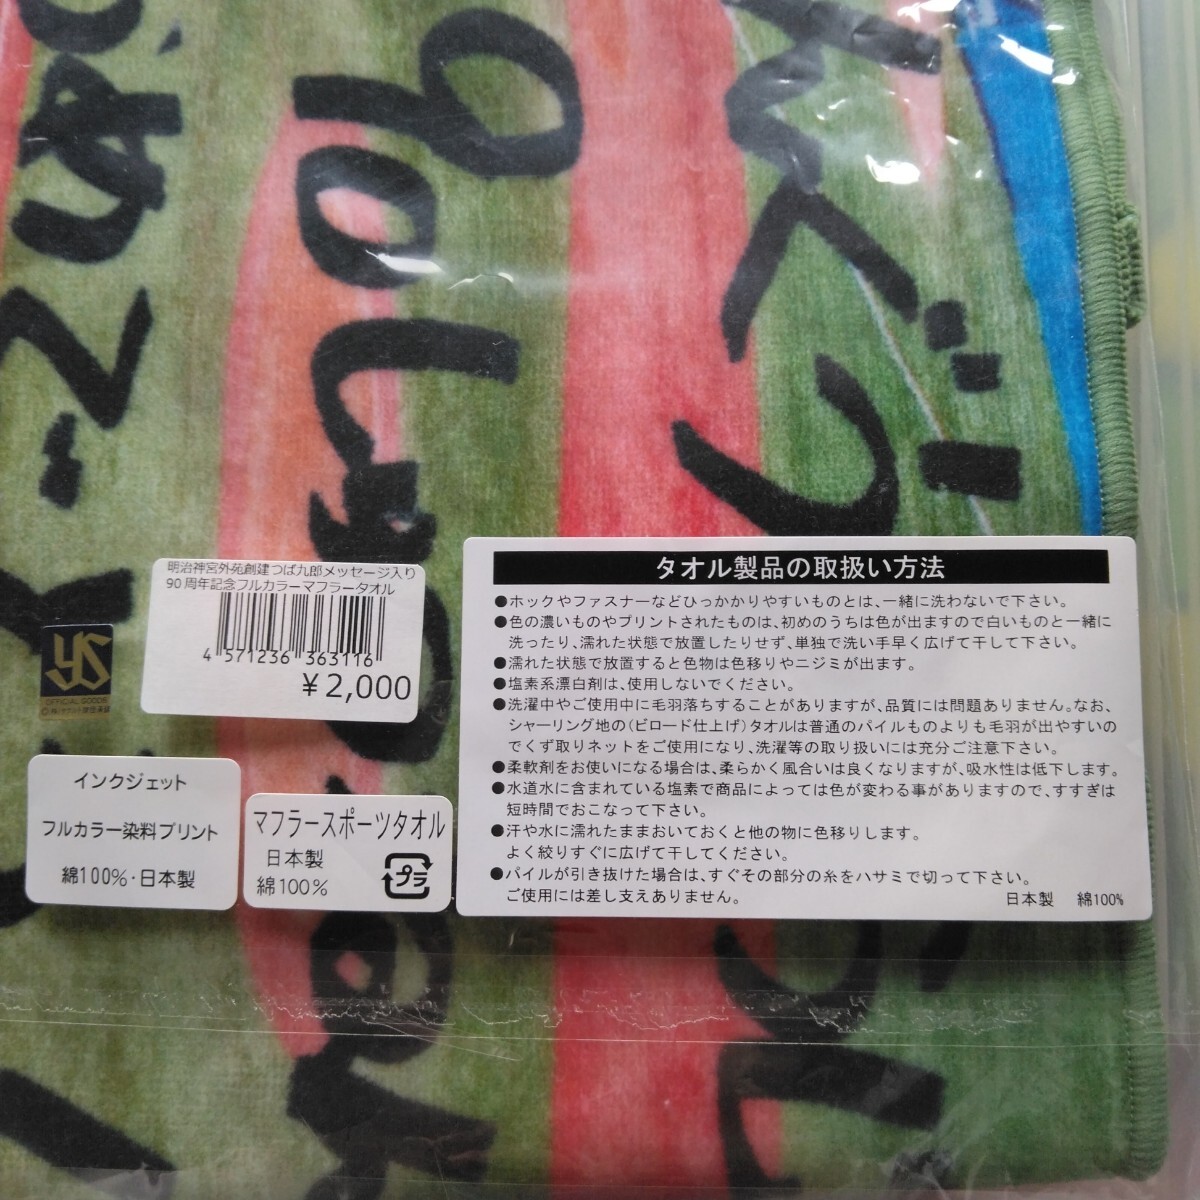 明治神宮外苑創建つば九郎メッセージ入り
90周年記念フルカラーマフラータオル
4 571236 363116
￥2,000
YS
OFFICIAL GOODS
インクジェット
フルカラー染料プリント
綿100%・日本製
マフラースポーツタオル
日本製
綿100%
プラ
タオル製品の取扱い方法
●ホックやファスナーなどひっかかりやすいものとは、一緒に洗わないで下さい。
●色の濃いものやプリントされたものは、初めのうちは色が出ますので白いものと一緒に
洗ったり、濡れた状態で放置したりせず、単独で洗い手早く広げて干して下さい。
●濡れた状態で放置すると色物は色移りやニジミが出ます。
●塩素系漂白剤は、使用しないでください。
●洗濯中やご使用中に毛羽落ちすることがありますが、品質には問題ありません。なお、
シャーリング地の(ビロード仕上げ)タオルは普通のパイルものよりも毛羽が出やすいの
でくず取りネットをご使用になり、洗濯等の取り扱いには充分ご注意下さい。
●柔軟剤をお使いになる場合は、柔らかく風合いは良くなりますが、吸水性は低下します。
●水道水に含まれている塩素で商品によっては色が変わる事がありますので、すすぎは
短時間でおこなって下さい。
●汗や水に濡れたままおいておくと他の物に色移りします。
よく絞りすぐに広げて干してください。
●パイルが引き抜けた場合は、すぐその部分の糸をハサミで切って下さい。
ご使用には差し支えありません。
日本製 綿100%